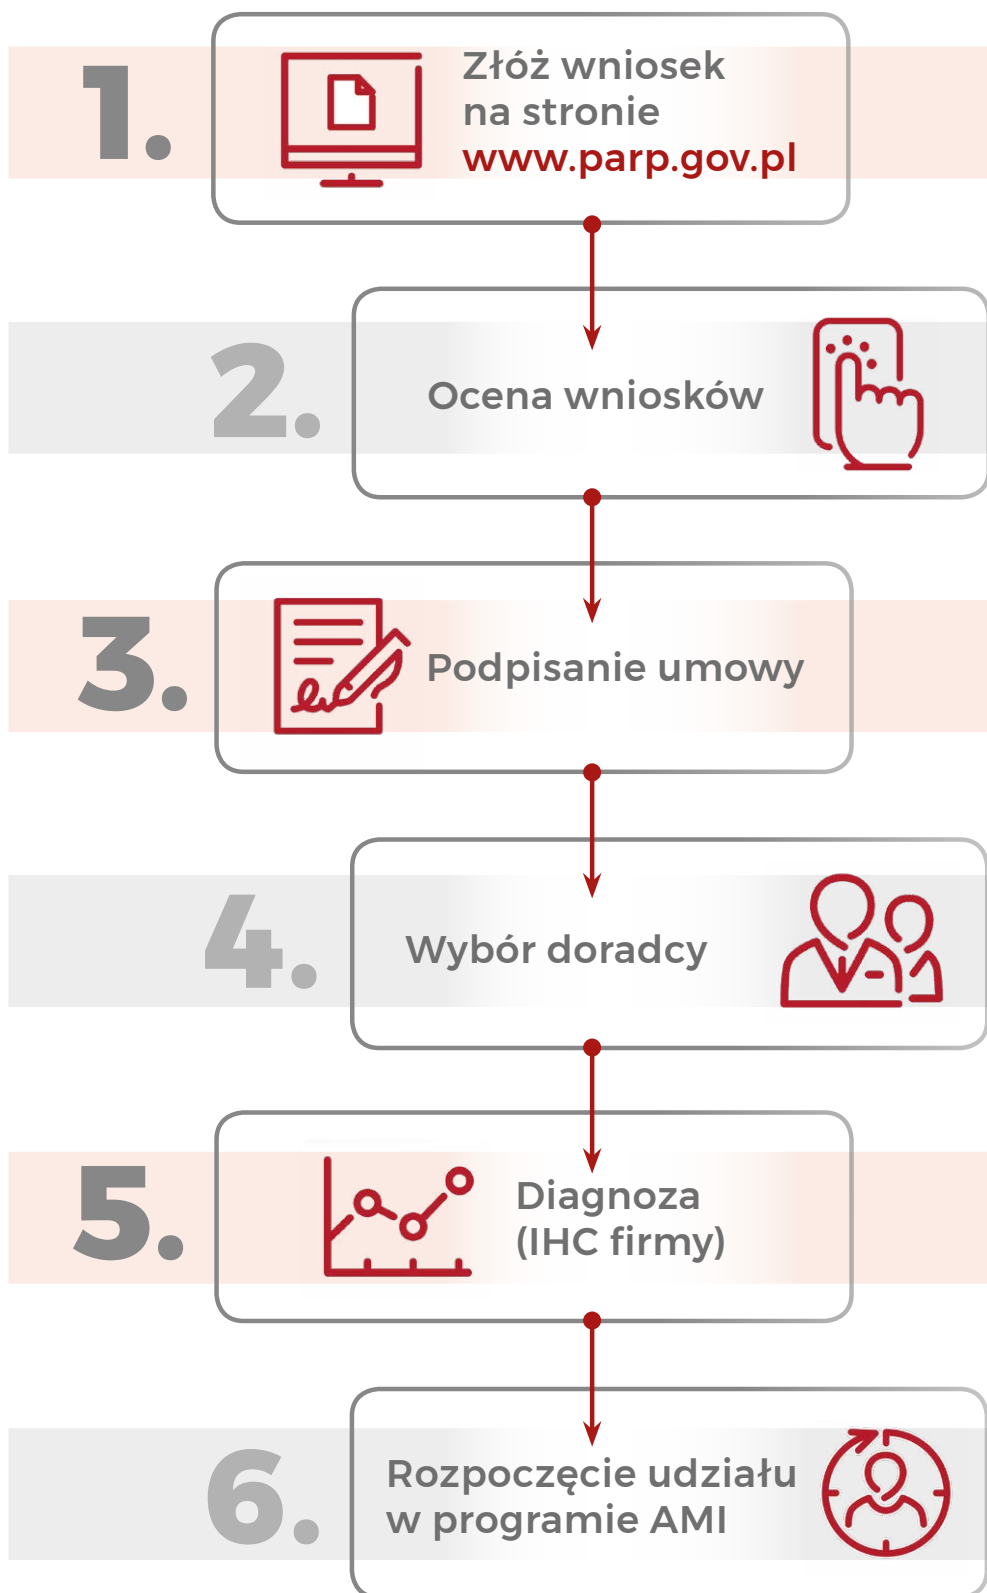 1.
Złóż wniosek
na stronie
www.parp.gov.pl
2.
Ocena wniosków
3.
Podpisanie umowy
4.
Wybór doradcy
5.
Diagnoza
(IHC firmy)
6.
Rozpoczęcie udziału
w programie AMI